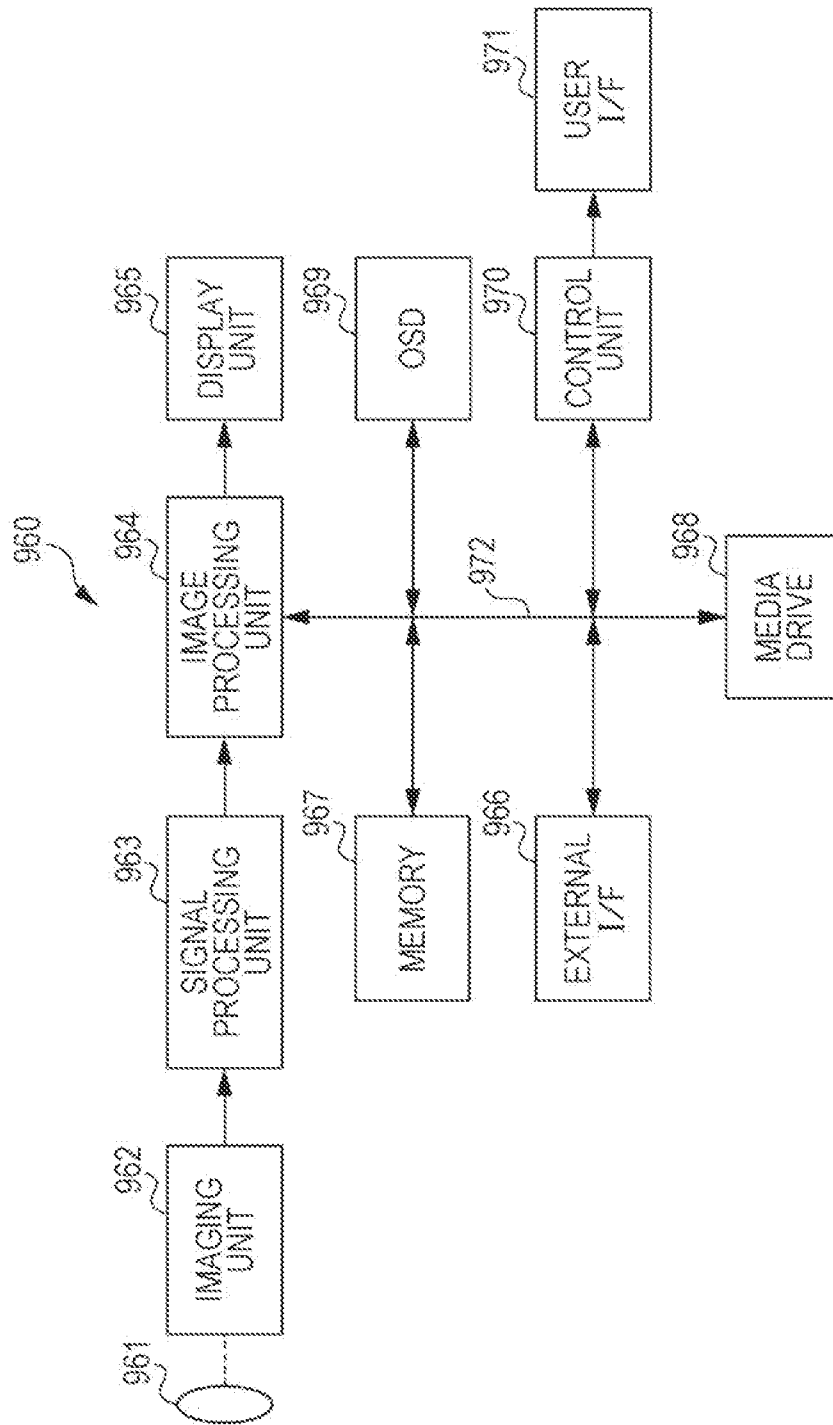 960
961
962
IMAGING
UNIT
963
SIGNAL
PROCESSING
UNIT
964
IMAGE
PROCESSING
UNIT
965
DISPLAY
UNIT
967
MEMORY
969
OSD
972
966
EXTERNAL
I/F
970
CONTROL
UNIT
971
USER
I/F
968
MEDIA
DRIVE